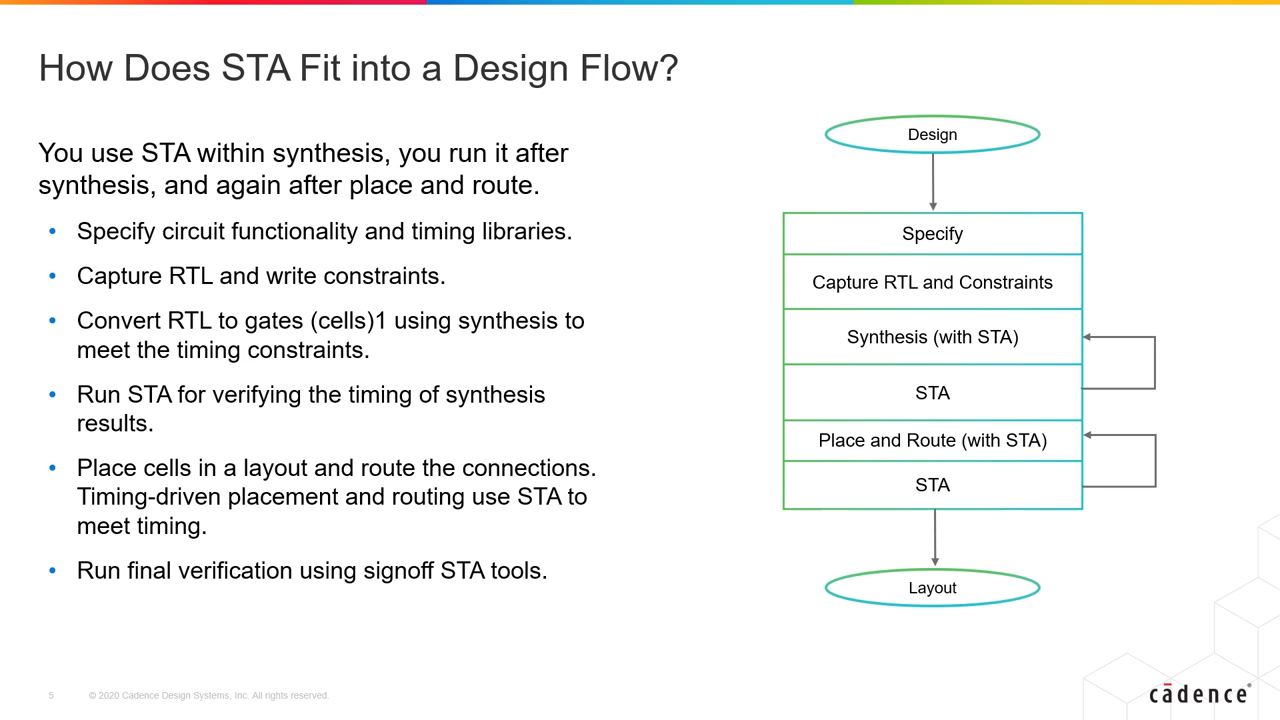 How Does STA Fit into a Design Flow?
You use STA within synthesis, you run it after
synthesis, and again after place and route.
• Specify circuit functionality and timing libraries.
• Capture RTL and write constraints.
• Convert RTL to gates (cells)1 using synthesis to
meet the timing constraints.
• Run STA for verifying the timing of synthesis
results.
• Place cells in a layout and route the connections.
Timing-driven placement and routing use STA to
meet timing.
• Run final verification using signoff STA tools.
Design
Specify
Capture RTL and Constraints
Synthesis (with STA)
STA
Place and Route (with STA)
STA
Layout
5 © 2020 Cadence Design Systems, Inc. All rights reserved.
cādence®